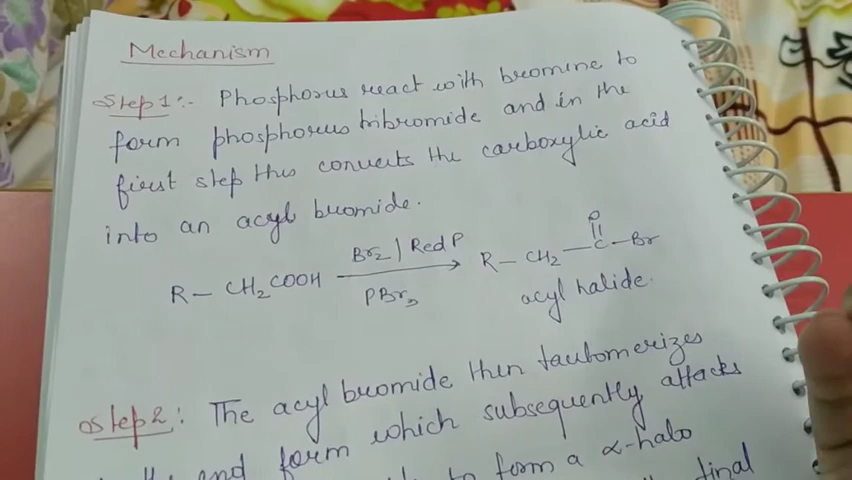 Mechanism
Step 1:- Phosphorus react with bromine to
form phosphorus tribromide and in the
first step this converts the carboxylic acid
into an acyl bromide.
R- CH2COOH Br2 / Red P PBr3 R- CH2 -C-Br O
acyl halide.
Step 2: The acyl bromide then tautomerizes
form which subsequently attacks
to form a α-halo
final